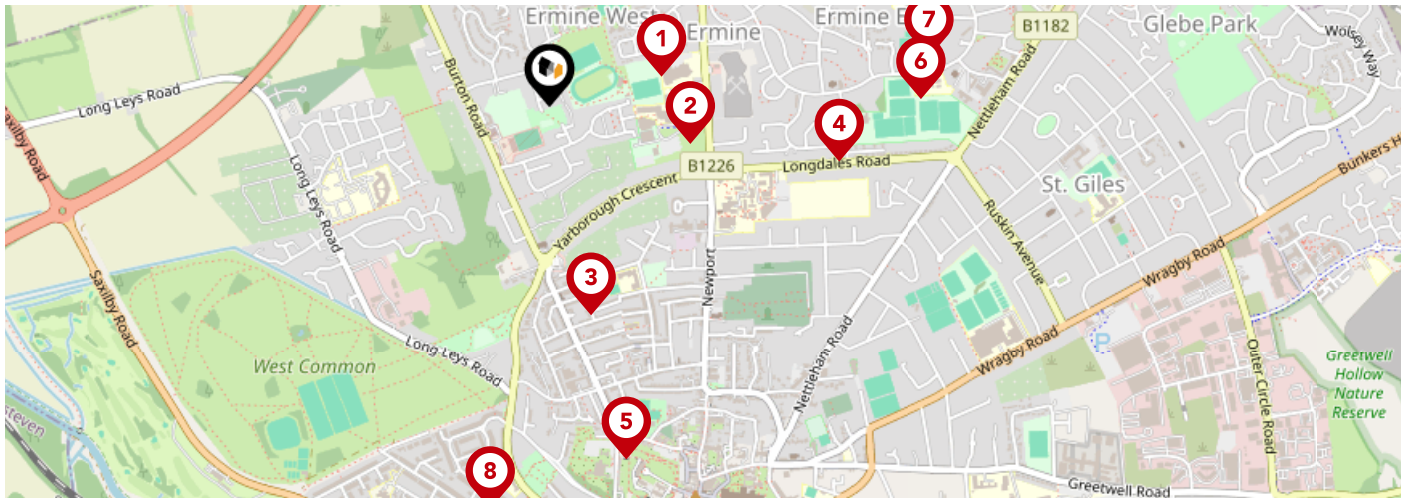 Ermine West
Ermine E
7
B1182
Glebe Park
Wolsey Way
1
Ermine
6
Burton Road
Long Leys Road
Nettleham Road
2
4
axilby Road
Bunkers H
B1226
Longdales Road
Long Leys Road
St. Giles
Yarborough Crescent
Ruskin Avenue
3
Newport
Wragby Road
Saxilby Road
Nettleham Road
Wragby Road
P
Outer Circle Road
West Common
Long Leys Road
Greetwell
Hollow
Nature
Reserve
steven
5
8
Greetwell Road